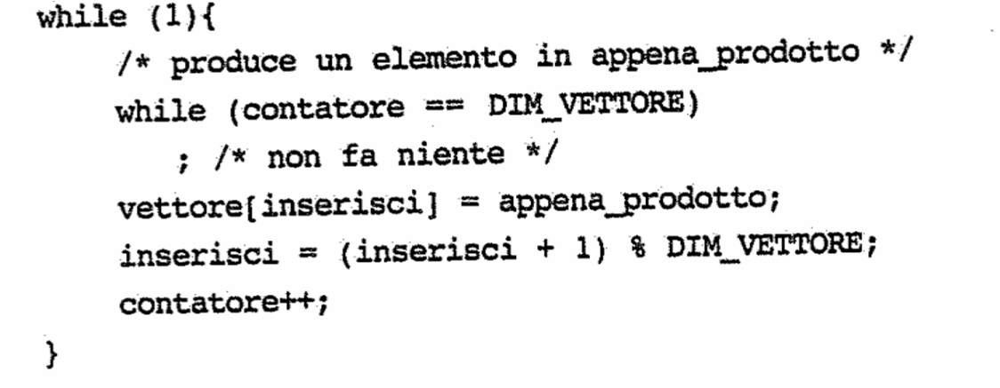 while (1){
/* produce un elemento in appena_prodotto */
while (contatore == DIM_VETTORE)
; /* non fa niente */
vettore[inserisci] = appena_prodotto;
inserisci = (inserisci + 1) % DIM_VETTORE;
contatore++;
}